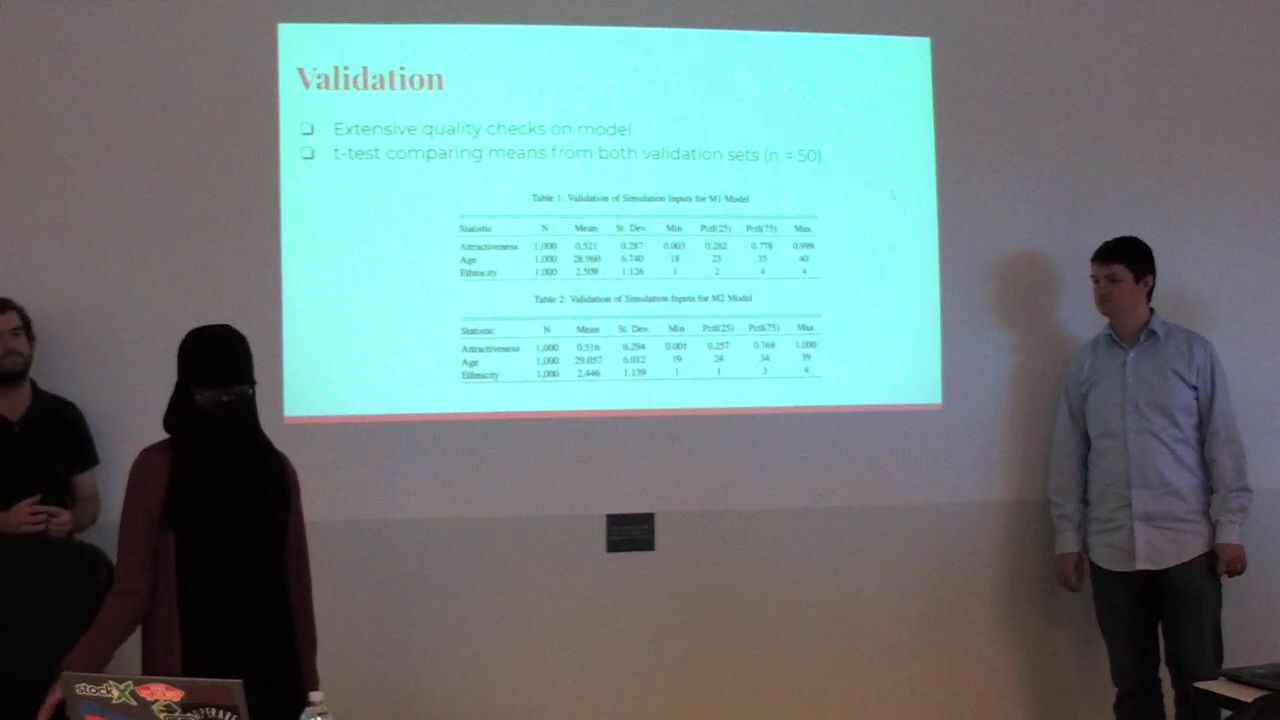 Validation
❏ Extensive quality checks on model
❏ t-test comparing means from both validation sets (n = 50)
Table 1: Validation of Simulation Inputs for M1 Model
Statistic N Mean St. Dev. Min Pctl(25) Pctl(75) Max
Attractiveness 1,000 0.521 0.287 0.003 0.282 0.778 0.999
Age 1,000 28.960 6.740 18 23 35 40
Ethnicity 1,000 2.509 1.126 1 2 4 4
Table 2: Validation of Simulation Inputs for M2 Model
Statistic N Mean St. Dev. Min Pctl(25) Pctl(75) Max
Attractiveness 1,000 0.516 0.294 0.001 0.257 0.769 1.000
Age 1,000 29.057 6.012 19 24 34 39
Ethnicity 1,000 2.446 1.139 1 1 3 4
stockX